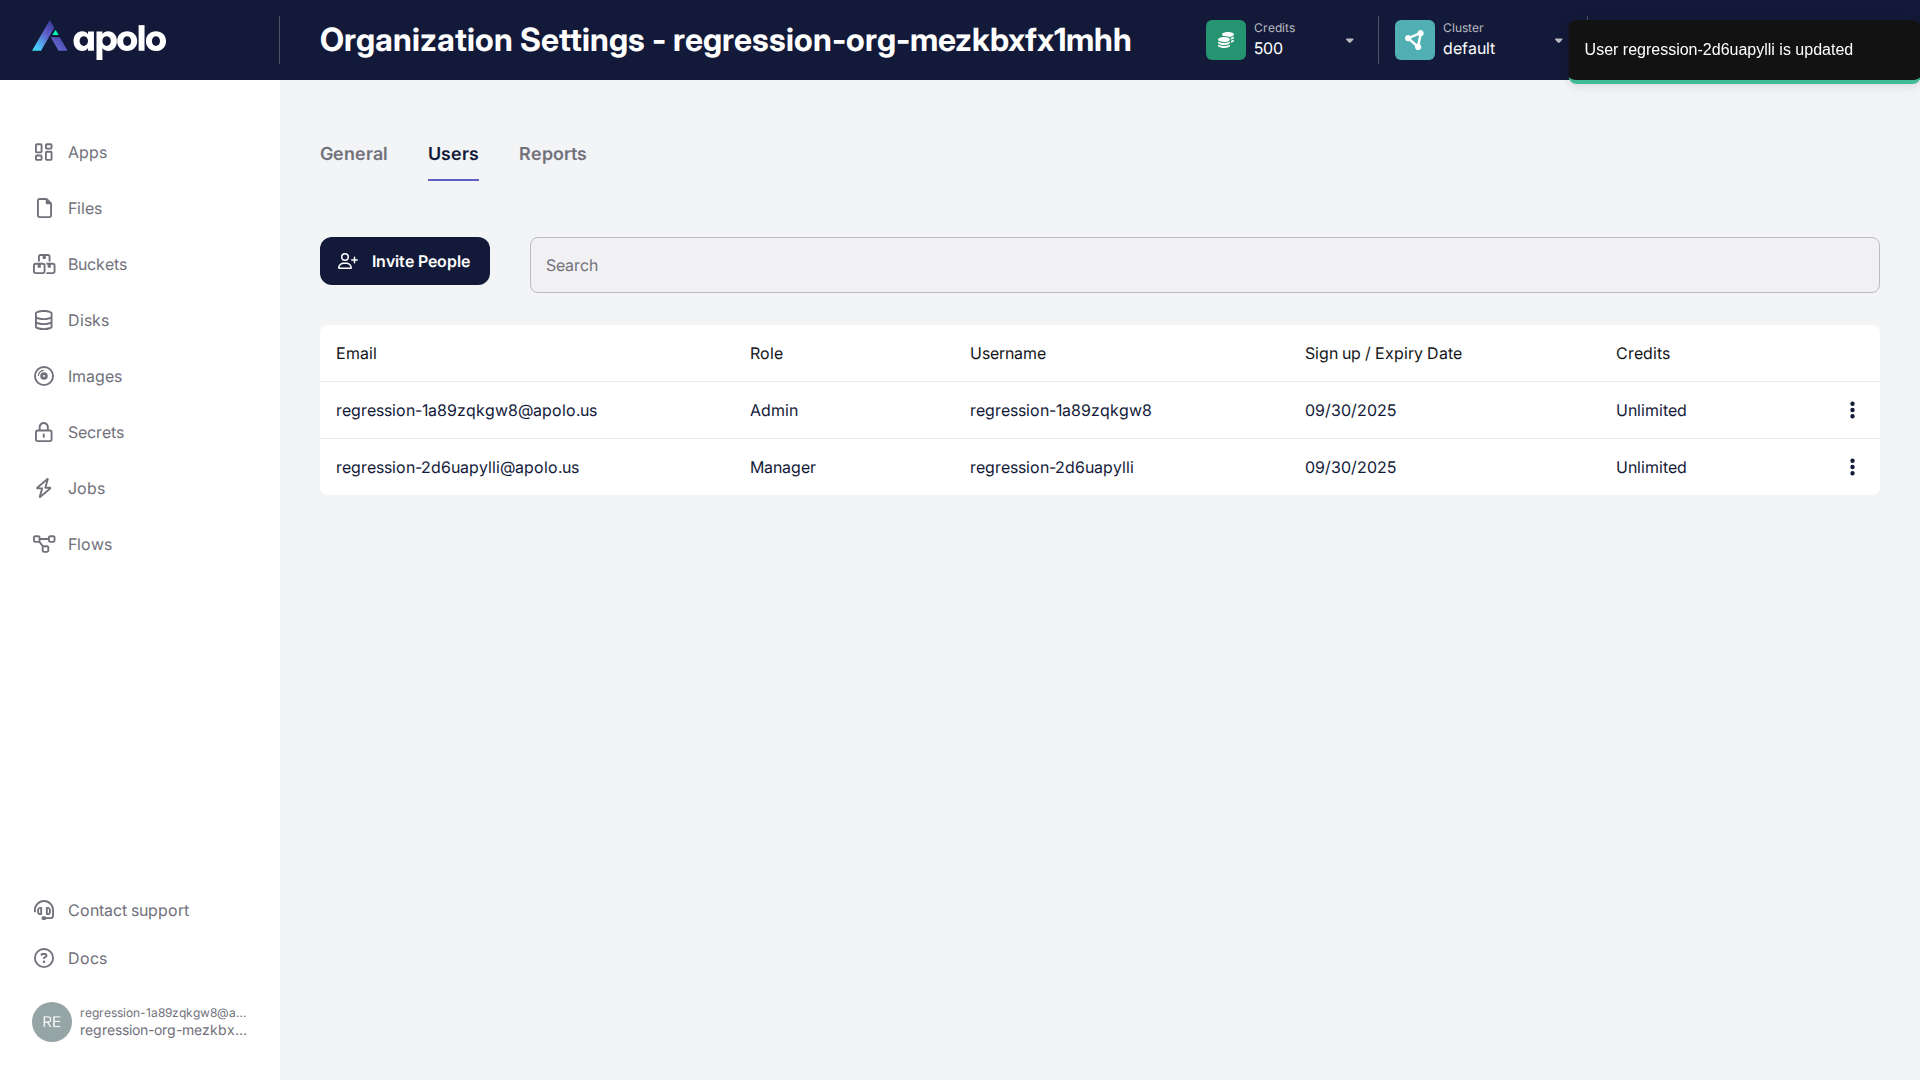 apolo
Organization Settings - regression-org-mezkbxfx1mhh
Credits
500
Cluster
default
User regression-2d6uapylli is updated
Apps
Files
Buckets
Disks
Images
Secrets
Jobs
Flows
General Users Reports
Invite People
Search
Email Role Username Sign up / Expiry Date Credits
regression-1a89zqkgw8@apolo.us Admin regression-1a89zqkgw8 09/30/2025 Unlimited
regression-2d6uapylli@apolo.us Manager regression-2d6uapylli 09/30/2025 Unlimited
Contact support
Docs
RE
regression-1a89zqkgw8@a...
regression-org-mezkbx...